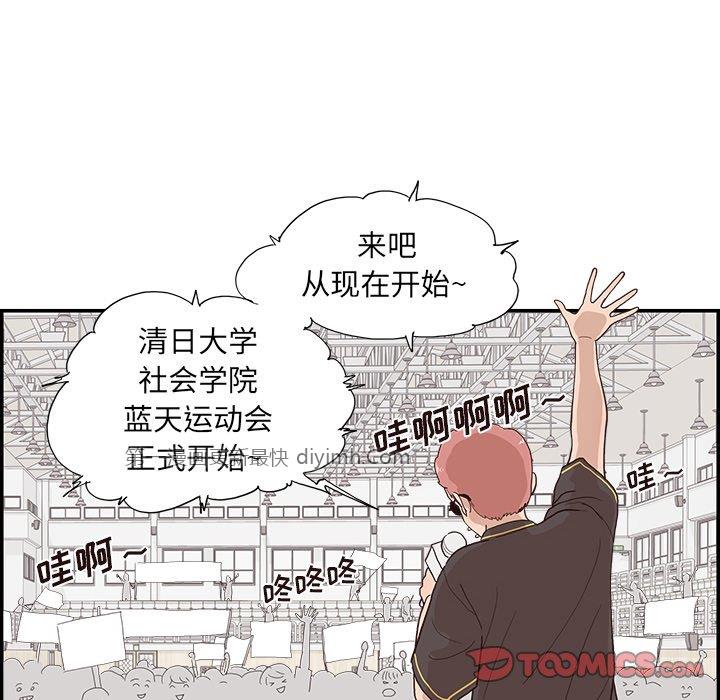 来吧
从现在开始~
清日大学
社会学院
蓝天运动会
正式开始~
diyimh.com
哇啊啊啊~
哇~
哇啊~
咚咚咚
TOOMICS.COM